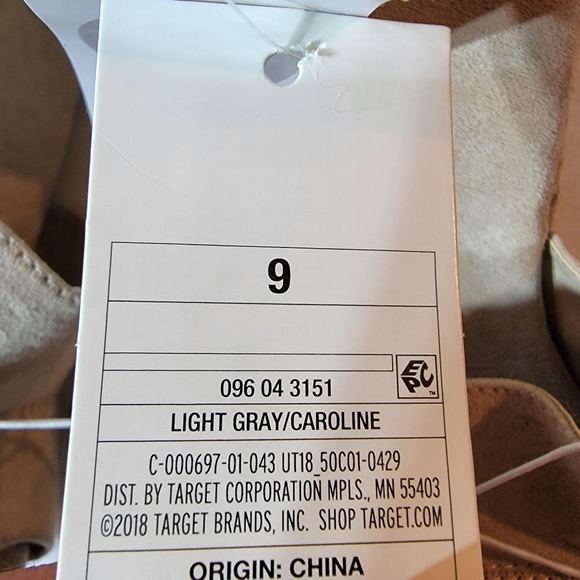 9
EPC™
096 04 3151
LIGHT GRAY/CAROLINE
C-000697-01-043 UT18_50C01-0429
DIST. BY TARGET CORPORATION MPLS., MN 55403
©2018 TARGET BRANDS, INC. SHOP TARGET.COM
ORIGIN: CHINA